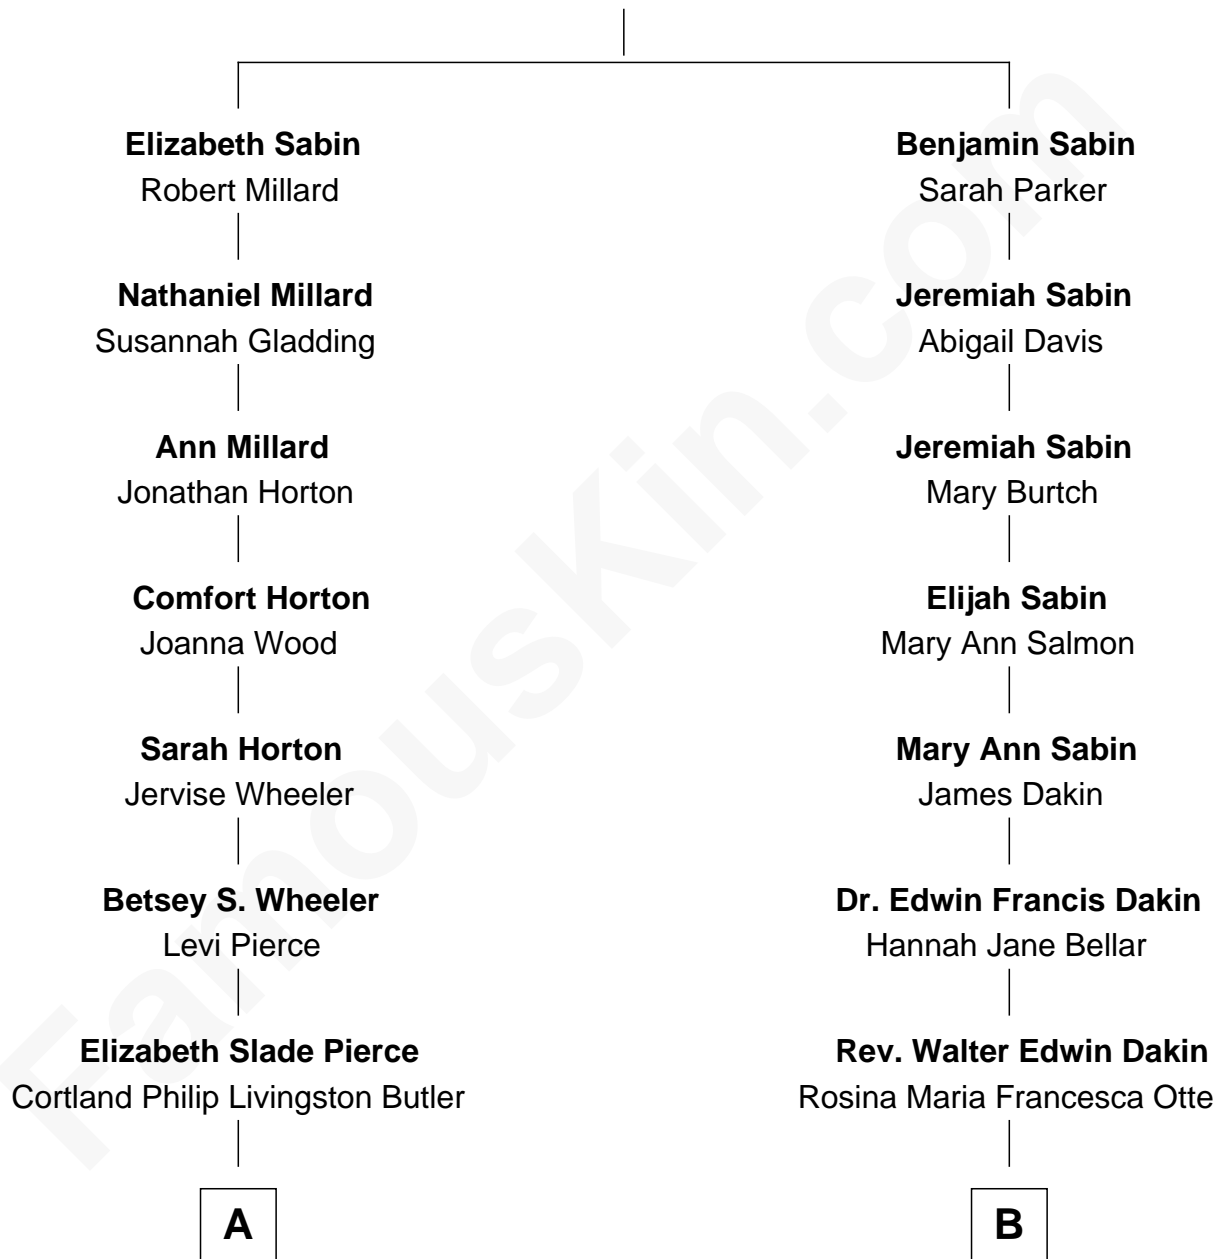 Elizabeth Sabin
Robert Millard
Nathaniel Millard
Susannah Gladding
Ann Millard
Jonathan Horton
Comfort Horton
Joanna Wood
Sarah Horton
Jervise Wheeler
Betsey S. Wheeler
Levi Pierce
Elizabeth Slade Pierce
Cortland Philip Livingston Butler
A
Benjamin Sabin
Sarah Parker
Jeremiah Sabin
Abigail Davis
Jeremiah Sabin
Mary Burtch
Elijah Sabin
Mary Ann Salmon
Mary Ann Sabin
James Dakin
Dr. Edwin Francis Dakin
Hannah Jane Bellar
Rev. Walter Edwin Dakin
Rosina Maria Francesca Otte
B
FamousKin.com